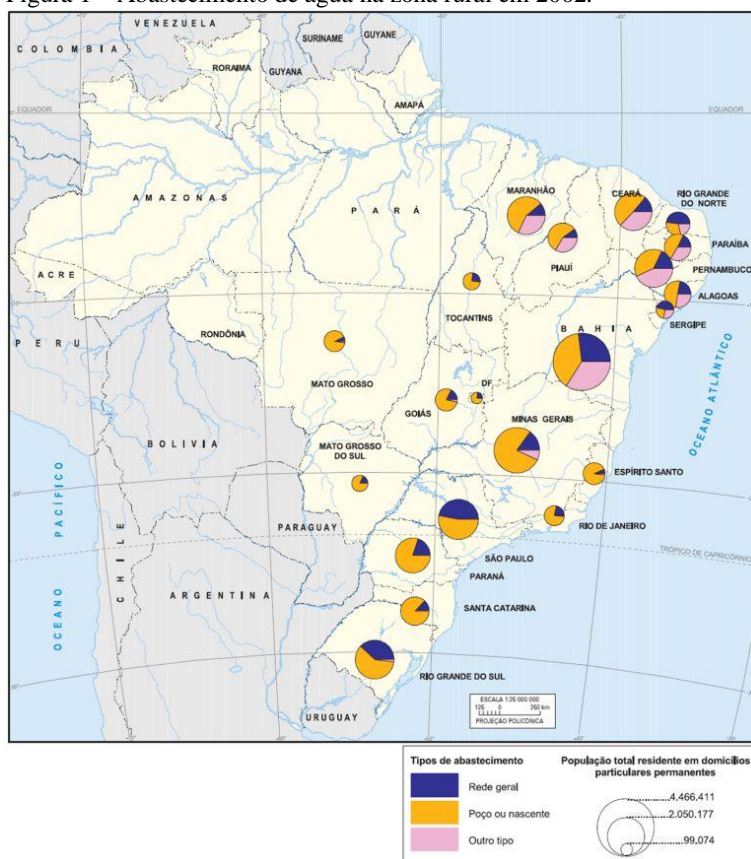 Figura 1 – Abastecimento de água na zona rural em 2002.
VENEZUELA
COLOMBIA
SURINAME
GUYANE
GUYANA
RORAIMA
AMAPÁ
EQUADOR
EQUADOR
AMAZONAS
PARÁ
MARANHÃO
CEARÁ
RIO GRANDE
DO NORTE
PARAÍBA
PIAUÍ
PERNAMBUCO
ACRE
ALAGOAS
SERGIPE
TOCANTINS
RONDÔNIA
BAHIA
PERU
MATO GROSSO
DF
GOIÁS
MINAS GERAIS
OCEANO ATLÂNTICO
BOLIVIA
MATO GROSSO
DO SUL
ESPÍRITO SANTO
RIO DE JANEIRO
OCEANO PACÍFICO
PARAGUAY
SÃO PAULO
TRÓPICO DE CAPRICÓRNIO
CHILE
PARANÁ
ARGENTINA
SANTA CATARINA
RIO GRANDE DO SUL
URUGUAY
ESCALA 1:25 000 000
125 0 250 km
PROJEÇÃO POLICÔNICA
Tipos de abastecimento
Rede geral
Poço ou nascente
Outro tipo
População total residente em domicílios
particulares permanentes
4.466.411
2.050.177
99.074